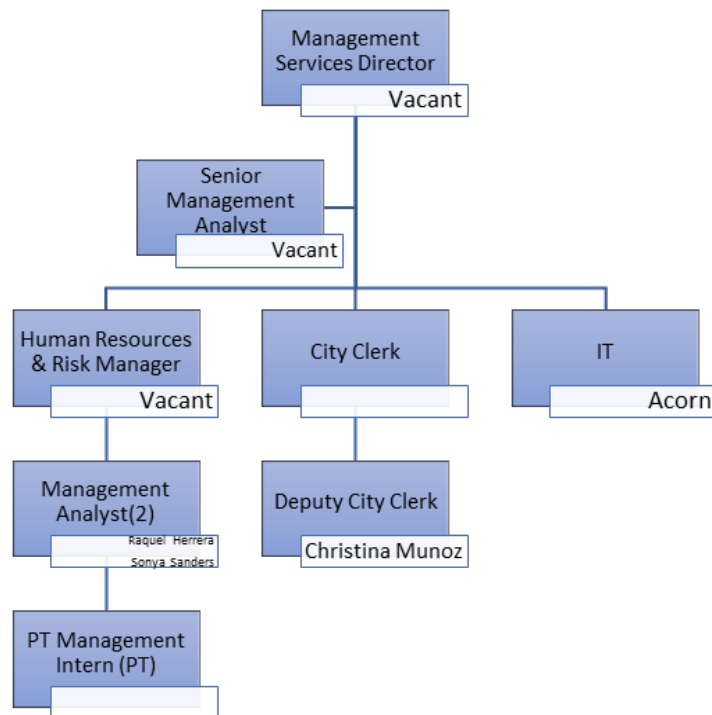 Management
Services Director
Vacant
Senior
Management
Analyst
Vacant
Human Resources
& Risk Manager
Vacant
City Clerk
IT
Acorn
Management
Analyst(2)
Raquel Herrera
Sonya Sanders
Deputy City Clerk
Christina Munoz
PT Management
Intern (PT)